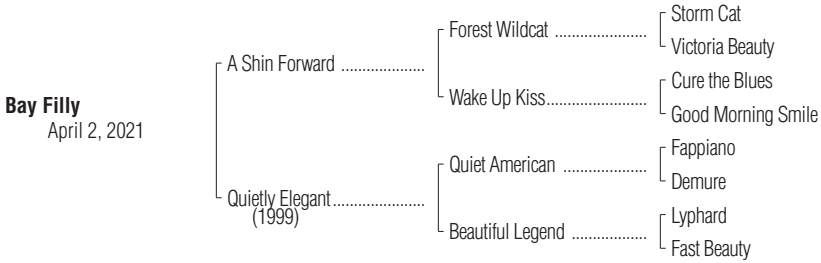 Storm Cat
Forest Wildcat ......................
Victoria Beauty
A Shin Forward ....................
Cure the Blues
Wake Up Kiss........................
Good Morning Smile
Bay Filly
April 2, 2021
Fappiano
Quiet American ....................
Demure
Quietly Elegant......................
(1999)
Lyphard
Beautiful Legend ..................
Fast Beauty